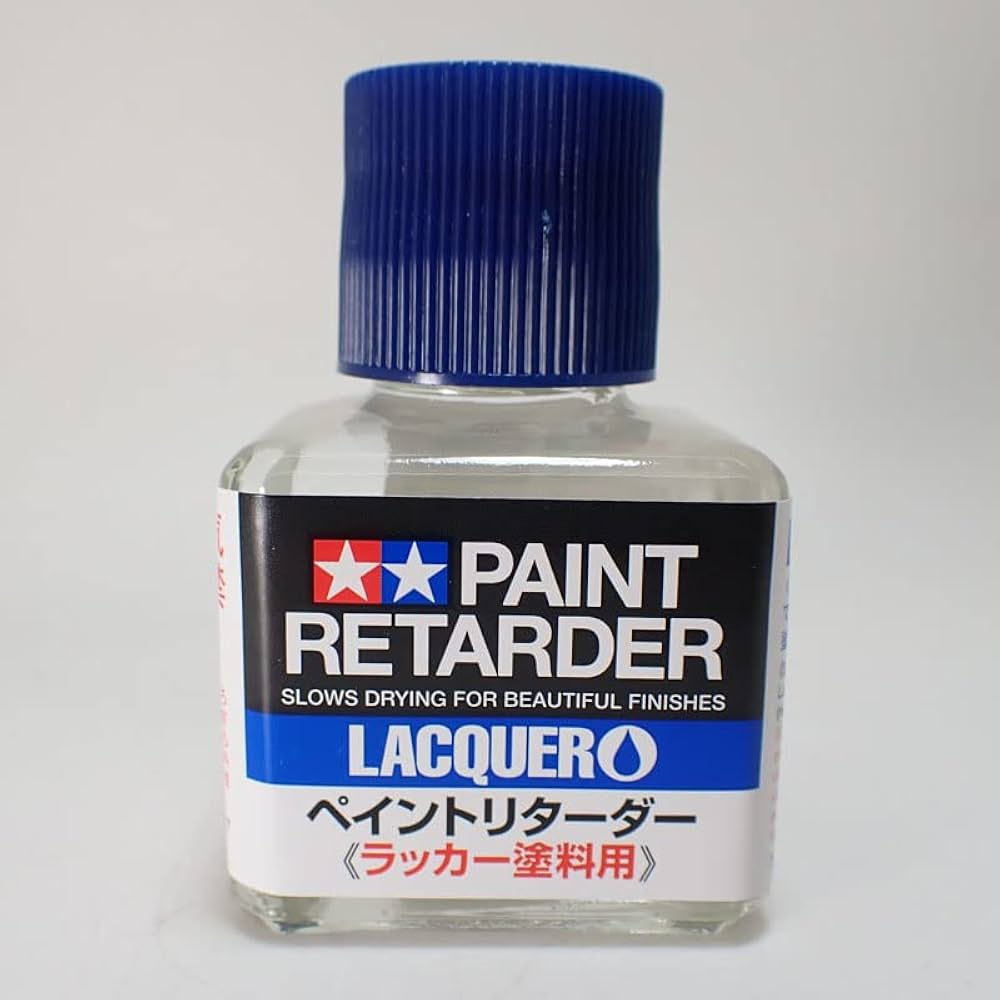 PAINT
RETARDER
SLOWS DRYING FOR BEAUTIFUL FINISHES
LACQUER
ペイントリターダー
《ラッカー塗料用》